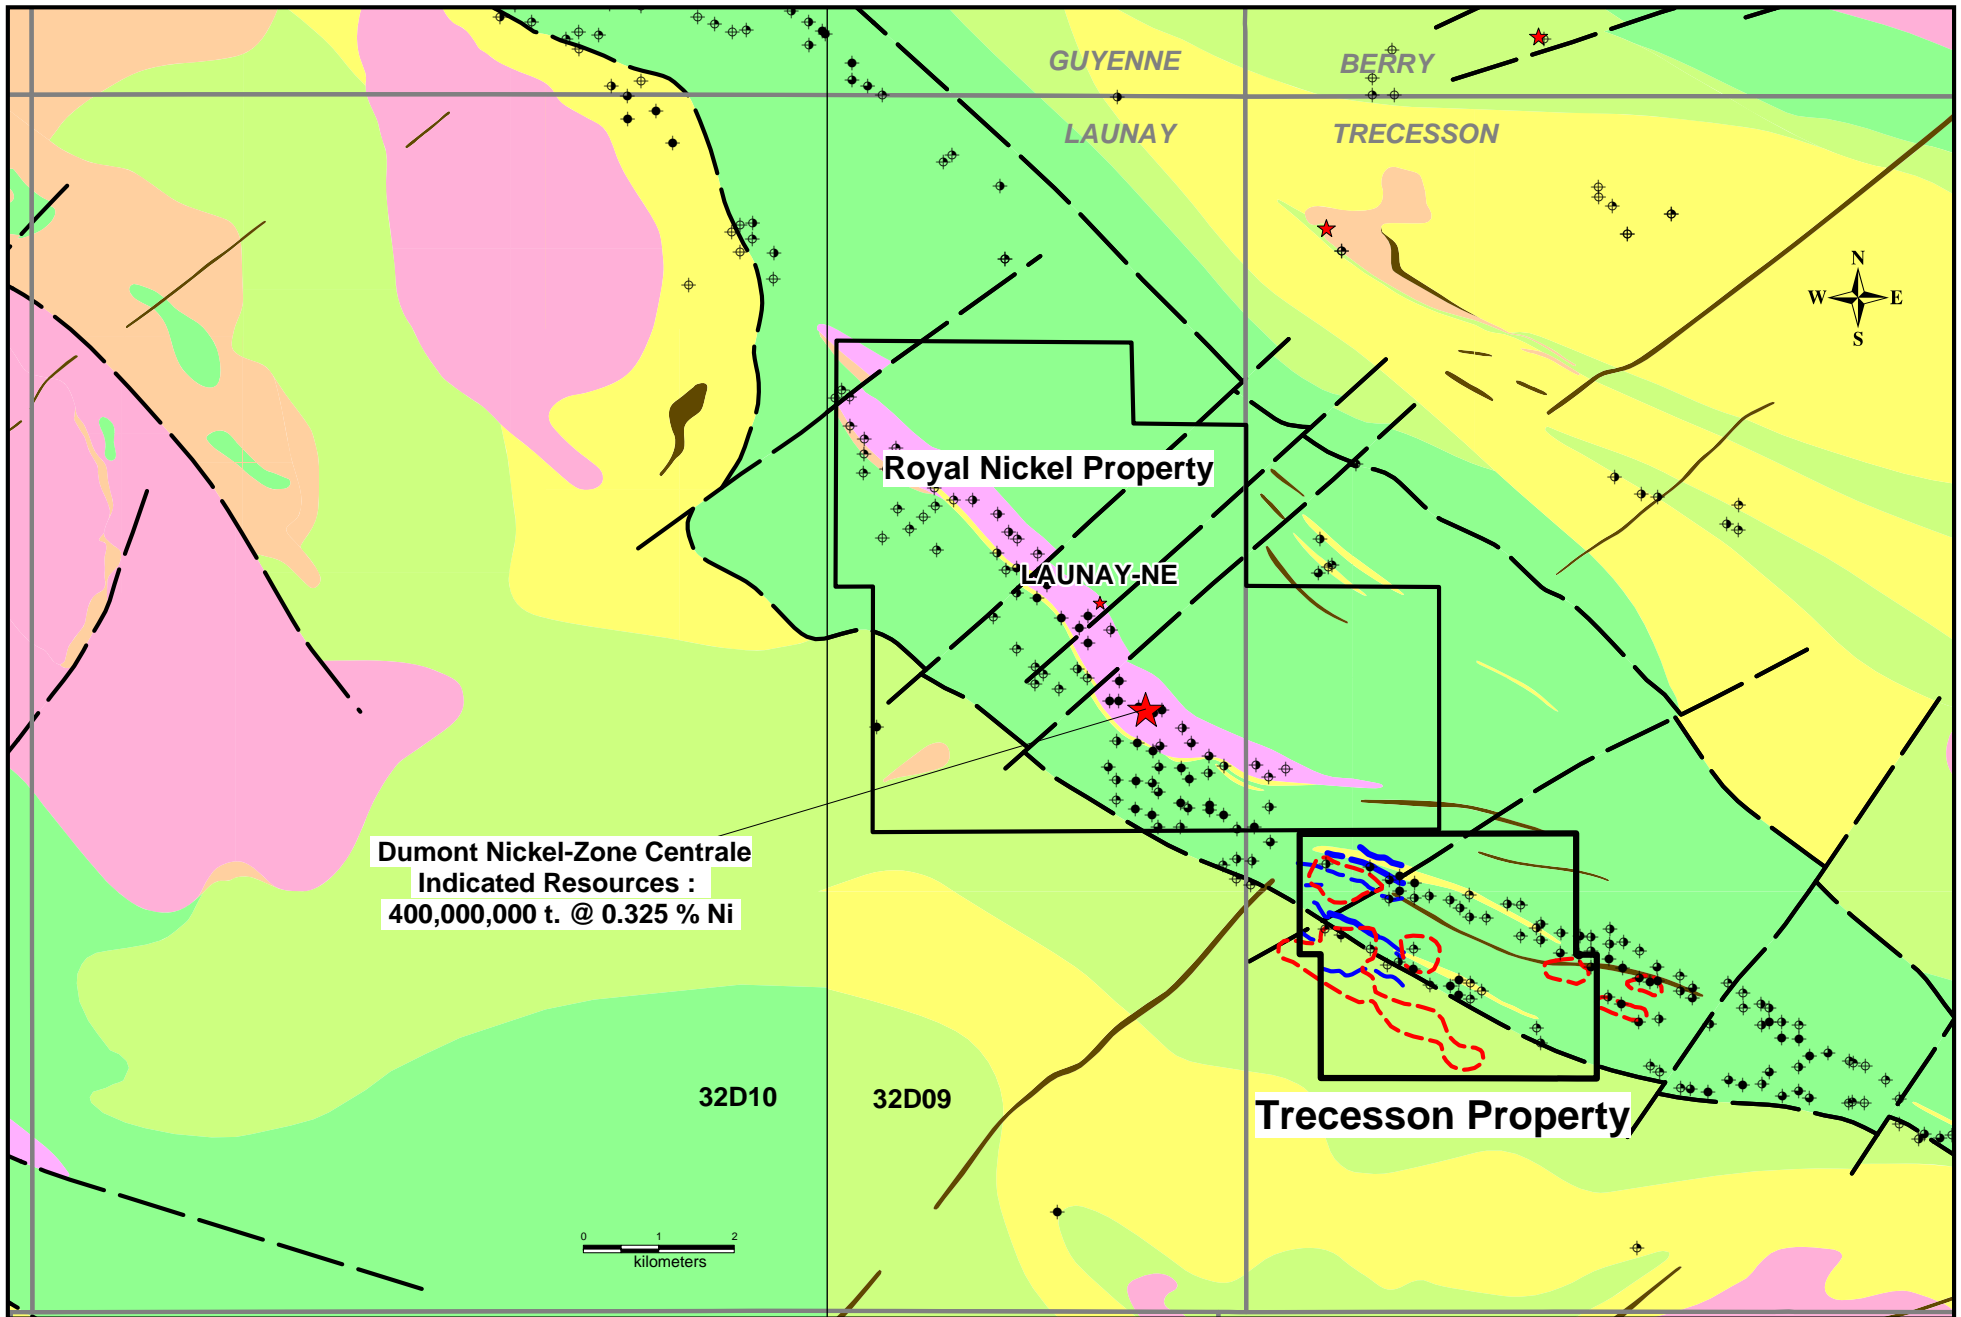 GUYENNE
BERRY
LAUNAY
TRECESSON
N
W E
S
Royal Nickel Property
LAUNAY-NE
Dumont Nickel-Zone Centrale
Indicated Resources :
400,000,000 t. @ 0.325 % Ni
32D10
32D09
Trecesson Property
0 1 2
kilometers